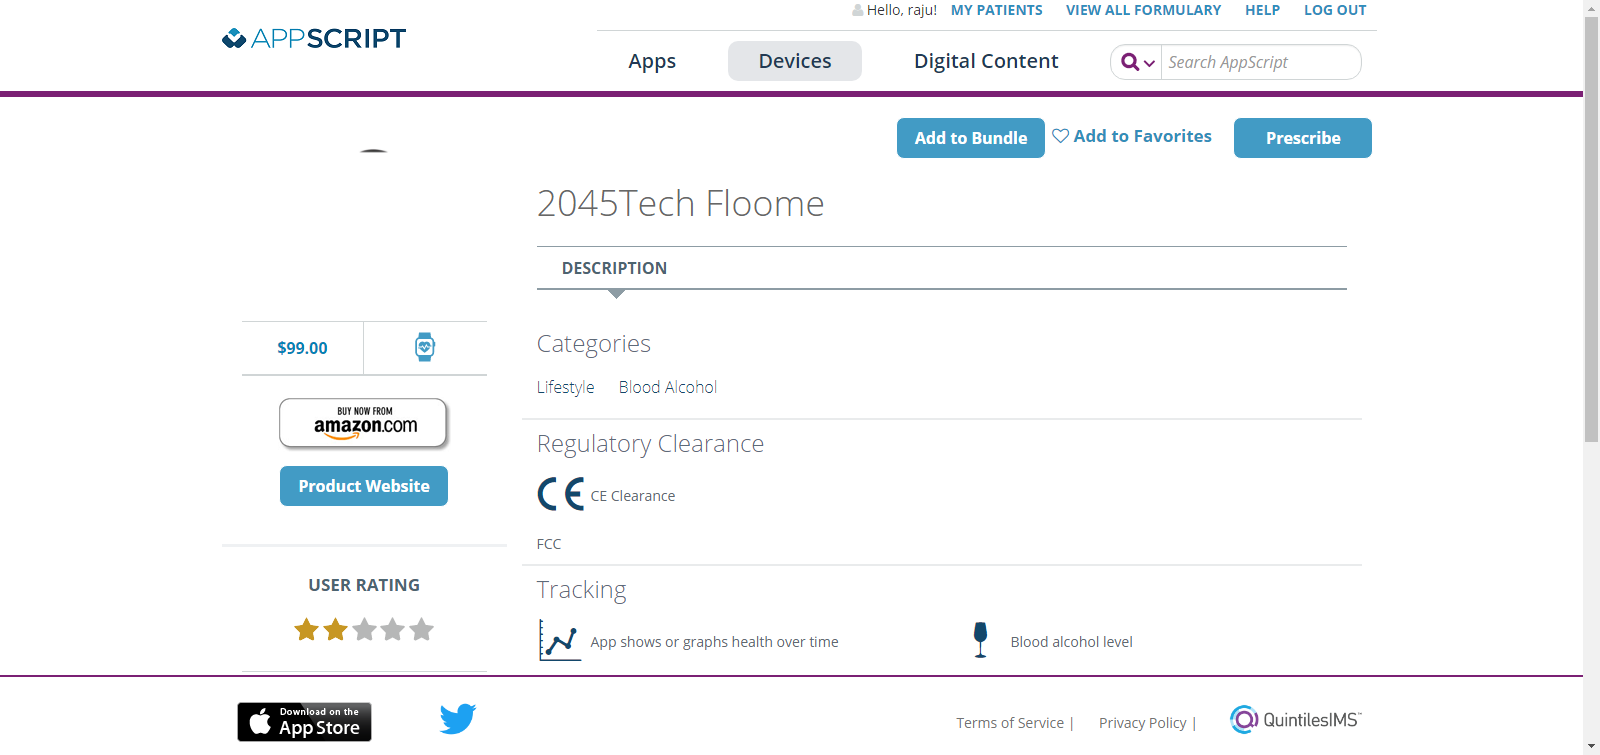 Hello, raju! MY PATIENTS VIEW ALL FORMULARY HELP LOG OUT
APPSCRIPT
Apps Devices Digital Content Search AppScript
Add to Bundle Add to Favorites Prescribe
2045Tech Floome
DESCRIPTION
$99.00
BUY NOW FROM
amazon.com
Product Website
USER RATING
Categories
Lifestyle Blood Alcohol
Regulatory Clearance
CE CE Clearance
FCC
Tracking
App shows or graphs health over time Blood alcohol level
Download on the
App Store
Terms of Service | Privacy Policy | QuintilesIMS™